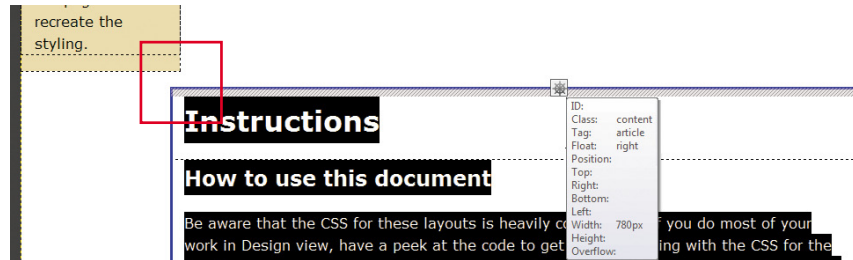 recreate the
styling.
Instructions
How to use this document
Be aware that the CSS for these layouts is heavily f you do most of your
work in Design view, have a peek at the code to get ing with the CSS for the
ID:
Class: content
Tag: article
Float: right
Position:
Top:
Right:
Bottom:
Left:
Width: 780px
Height:
Overflow: